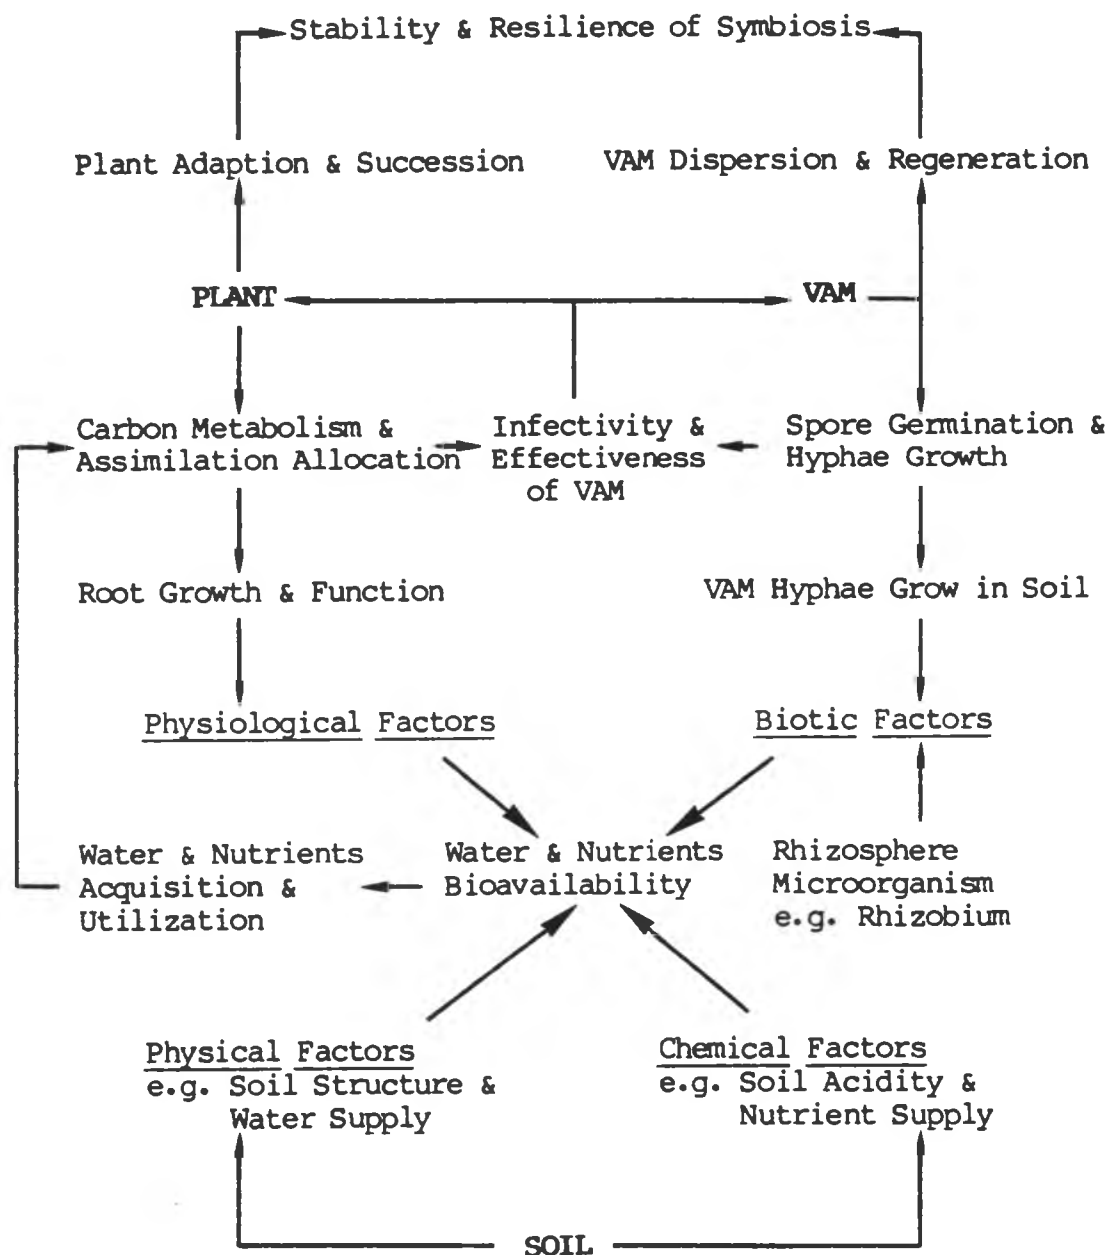 Stability & Resilience of Symbiosis
Plant Adaption & Succession
VAM Dispersion & Regeneration
PLANT
VAM
Carbon Metabolism &
Assimilation Allocation
Infectivity &
Effectiveness
of VAM
Spore Germination &
Hyphae Growth
Root Growth & Function
VAM Hyphae Grow in Soil
Physiological Factors
Biotic Factors
Water & Nutrients
Acquisition &
Utilization
Water & Nutrients
Bioavailability
Rhizosphere
Microorganism
e.g. Rhizobium
Physical Factors
e.g. Soil Structure &
Water Supply
Chemical Factors
e.g. Soil Acidity &
Nutrient Supply
SOIL